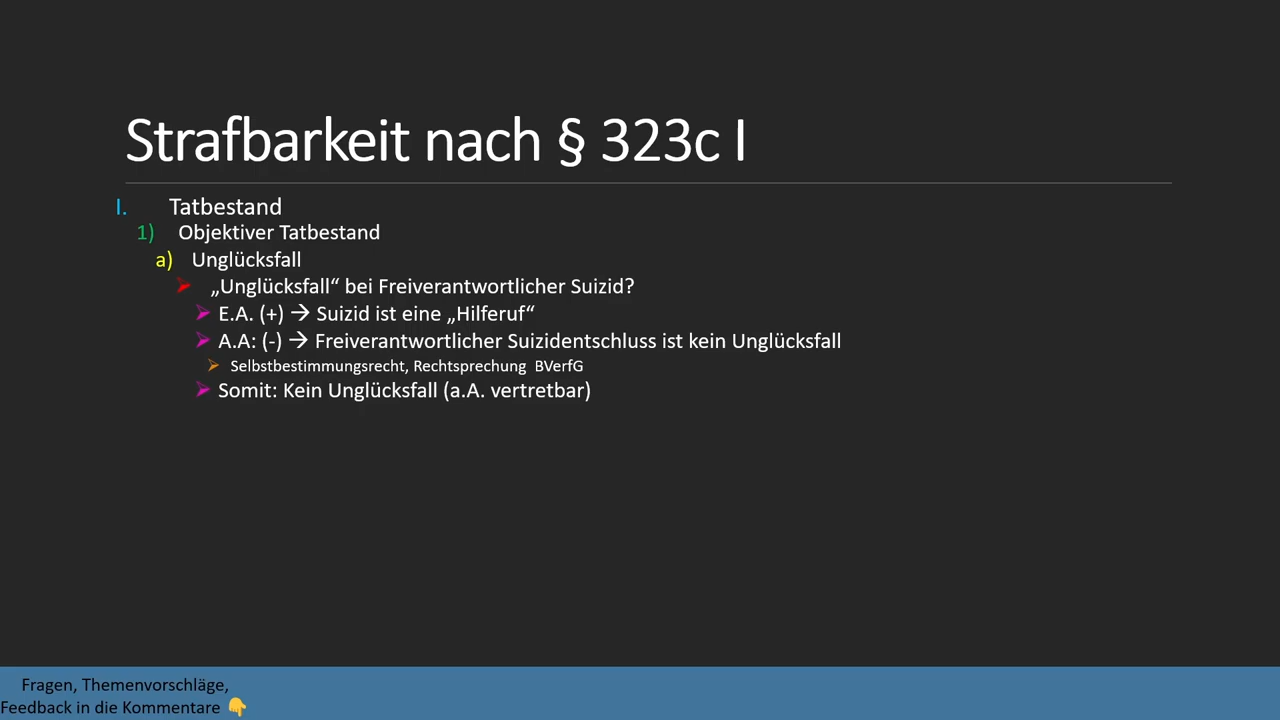 Strafbarkeit nach § 323c I
I. Tatbestand
1) Objektiver Tatbestand
a) Unglücksfall
„Unglücksfall“ bei Freiverantwortlicher Suizid?
E.A. (+) → Suizid ist eine „Hilferuf“
A.A: (-) → Freiverantwortlicher Suizidentschluss ist kein Unglücksfall
Selbstbestimmungsrecht, Rechtsprechung BVerfG
Somit: Kein Unglücksfall (a.A. vertretbar)
Fragen, Themenvorschläge,
Feedback in die Kommentare 👇